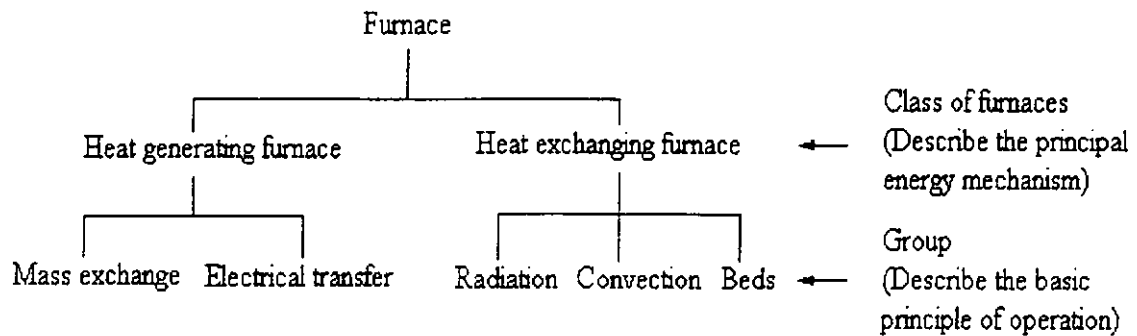 Furnace
Heat generating furnace
Heat exchanging furnace
Class of furnaces
(Describe the principal
energy mechanism)
Mass exchange
Electrical transfer
Radiation
Convection
Beds
Group
(Describe the basic
principle of operation)